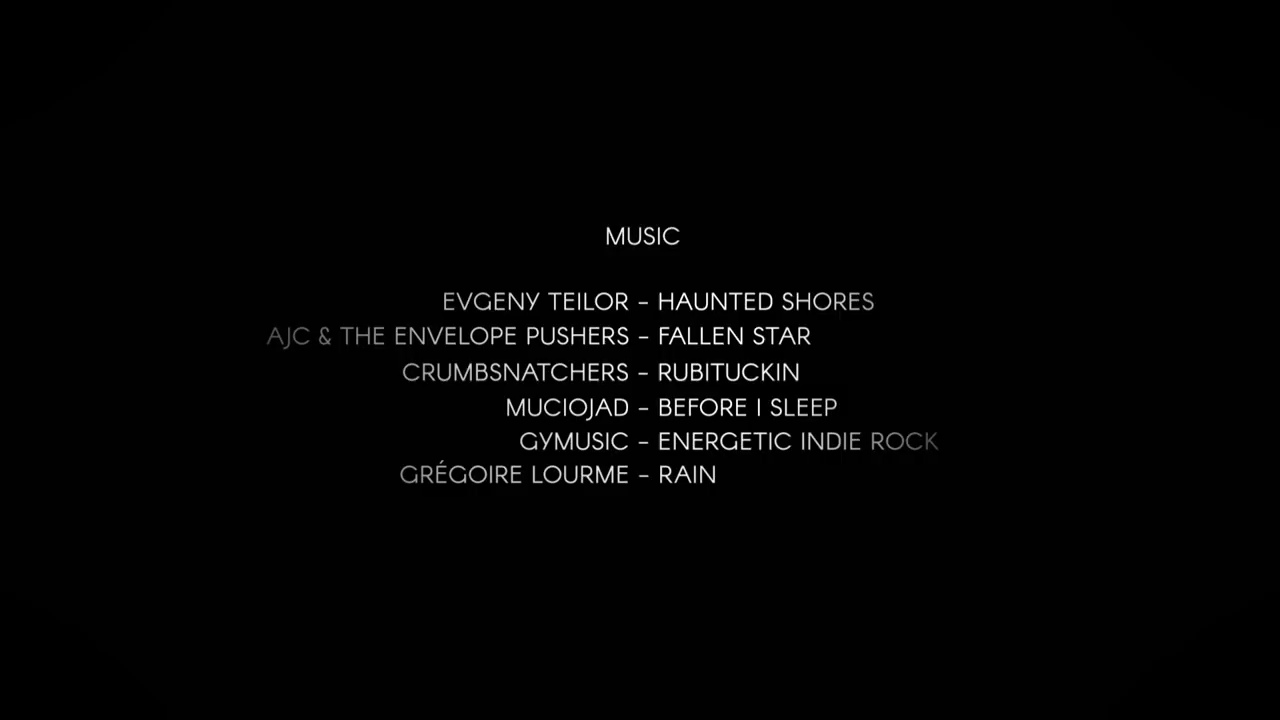 MUSIC
EVGENY TEILOR - HAUNTED SHORES
AJC & THE ENVELOPE PUSHERS - FALLEN STAR
CRUMBSNATCHERS - RUBITUCKIN
MUCIOJAD - BEFORE I SLEEP
GYMUSIC - ENERGETIC INDIE ROCK
GRÉGOIRE LOURME - RAIN